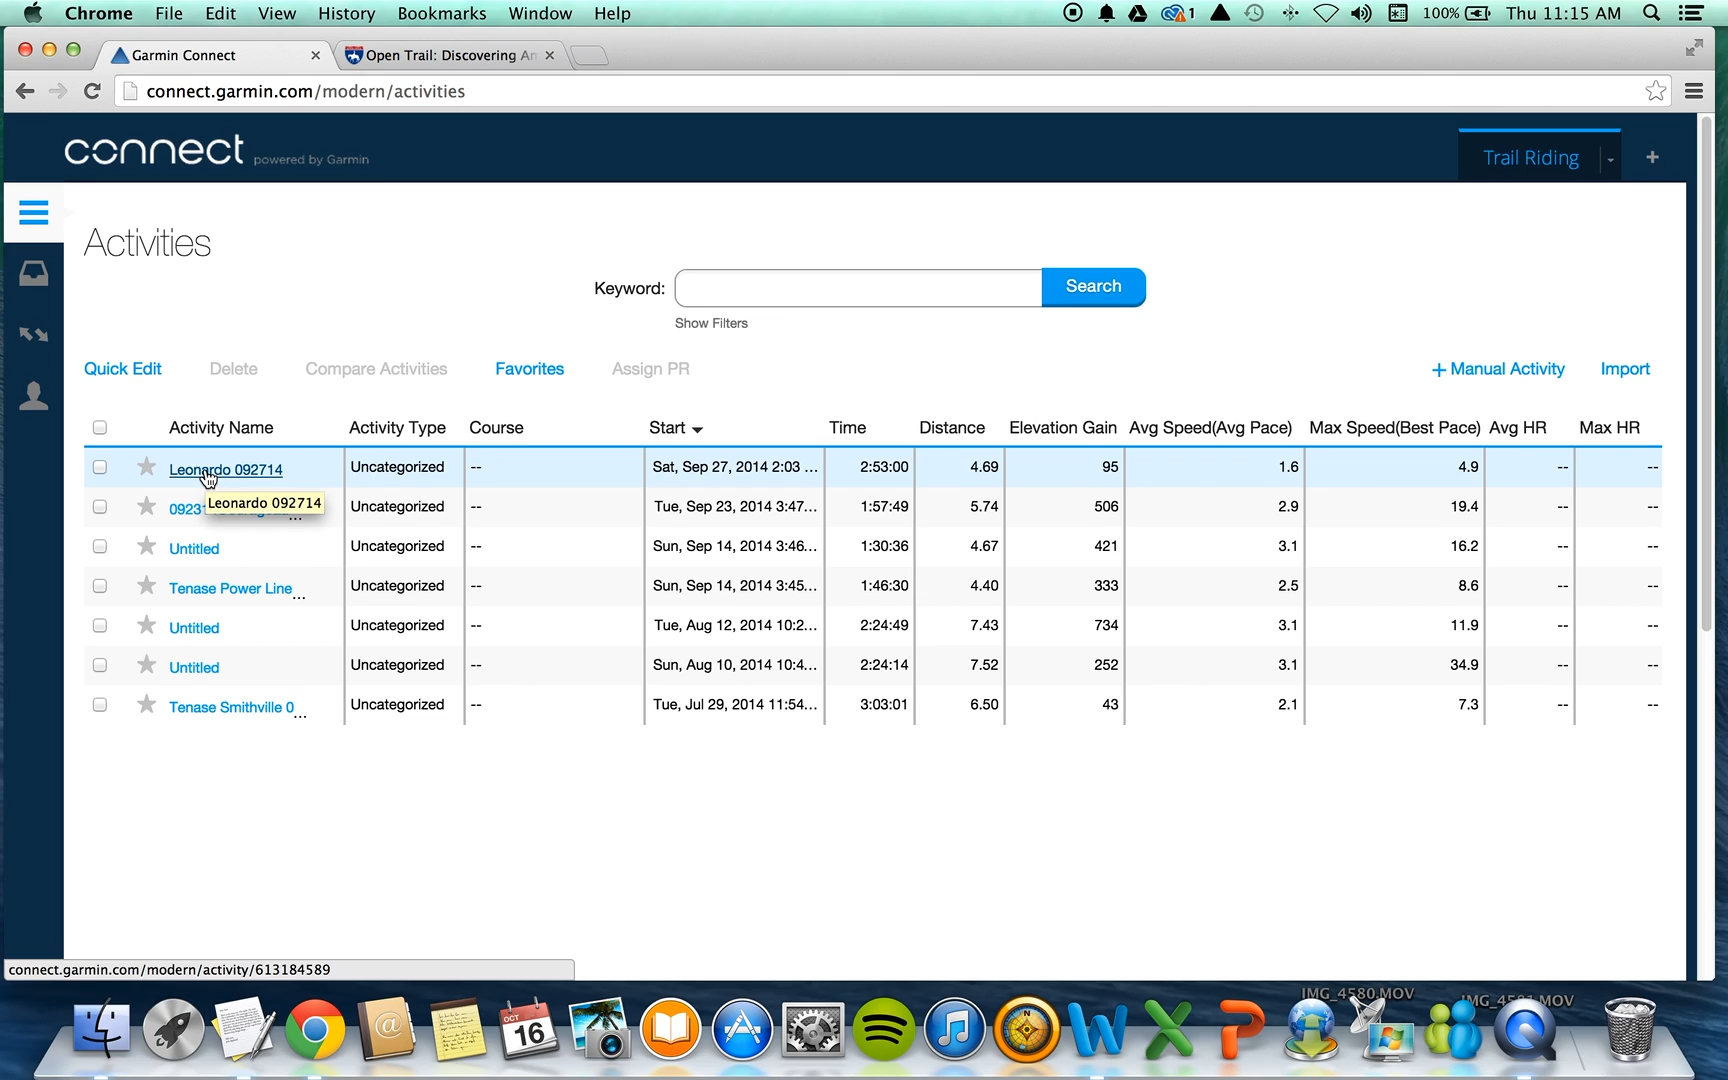 Chrome File Edit View History Bookmarks Window Help 1 100% Thu 11:15 AM
Garmin Connect × Open Trail: Discovering An ×
connect.garmin.com/modern/activities
connect powered by Garmin
Trail Riding +
Activities
Keyword: Search
Show Filters
Quick Edit Delete Compare Activities Favorites Assign PR + Manual Activity Import
Activity Name Activity Type Course Start Time Distance Elevation Gain Avg Speed(Avg Pace) Max Speed(Best Pace) Avg HR Max HR
Leonardo 092714 Uncategorized -- Sat, Sep 27, 2014 2:03 ... 2:53:00 4.69 95 1.6 4.9 -- --
Leonardo 092714
Uncategorized -- Tue, Sep 23, 2014 3:47... 1:57:49 5.74 506 2.9 19.4 -- --
Untitled Uncategorized -- Sun, Sep 14, 2014 3:46... 1:30:36 4.67 421 3.1 16.2 -- --
Tenase Power Line... Uncategorized -- Sun, Sep 14, 2014 3:45... 1:46:30 4.40 333 2.5 8.6 -- --
Untitled Uncategorized -- Tue, Aug 12, 2014 10:2... 2:24:49 7.43 734 3.1 11.9 -- --
Untitled Uncategorized -- Sun, Aug 10, 2014 10:4... 2:24:14 7.52 252 3.1 34.9 -- --
Tenase Smithville 0... Uncategorized -- Tue, Jul 29, 2014 11:54... 3:03:01 6.50 43 2.1 7.3 -- --
connect.garmin.com/modern/activity/613184589
IMG_4580.MOV
OCT
16